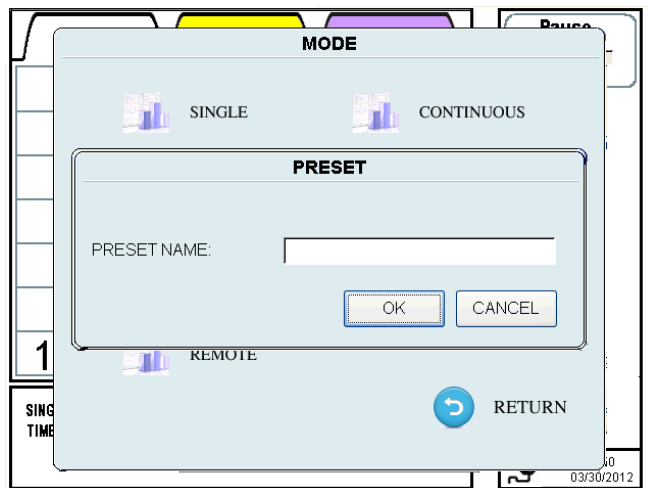 Pause
MODE
SINGLE
CONTINUOUS
PRESET
PRESET NAME:
OK
CANCEL
1
REMOTE
RETURN
SING
TIME
03/30/2012